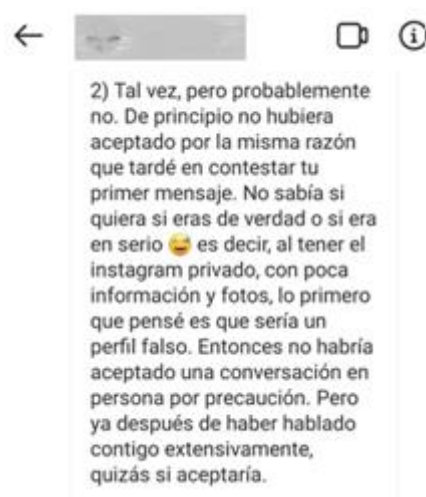 2) Tal vez, pero probablemente
no. De principio no hubiera
aceptado por la misma razón
que tardé en contestar tu
primer mensaje. No sabía si
quiera si eras de verdad o si era
en serio 😅 es decir, al tener el
instagram privado, con poca
información y fotos, lo primero
que pensé es que sería un
perfil falso. Entonces no habría
aceptado una conversación en
persona por precaución. Pero
ya después de haber hablado
contigo extensivamente,
quizás si aceptaría.